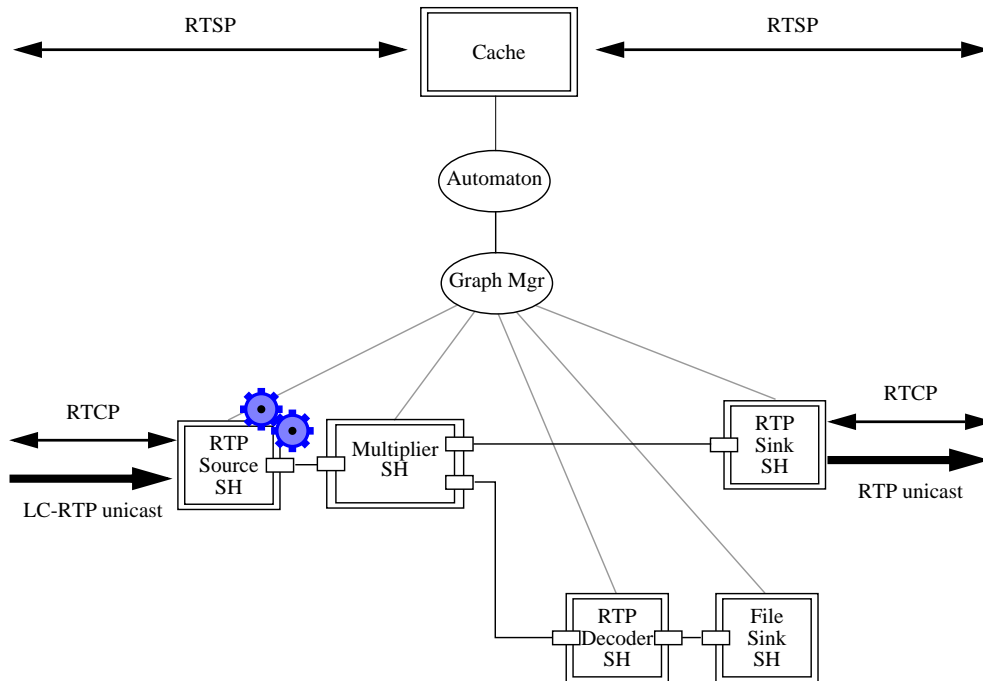 RTSP
RTSP
Cache
Automaton
Graph Mgr
RTCP
RTP
Source
SH
Multiplier
SH
RTP
Sink
SH
RTCP
LC-RTP unicast
RTP unicast
RTP
Decoder
SH
File
Sink
SH